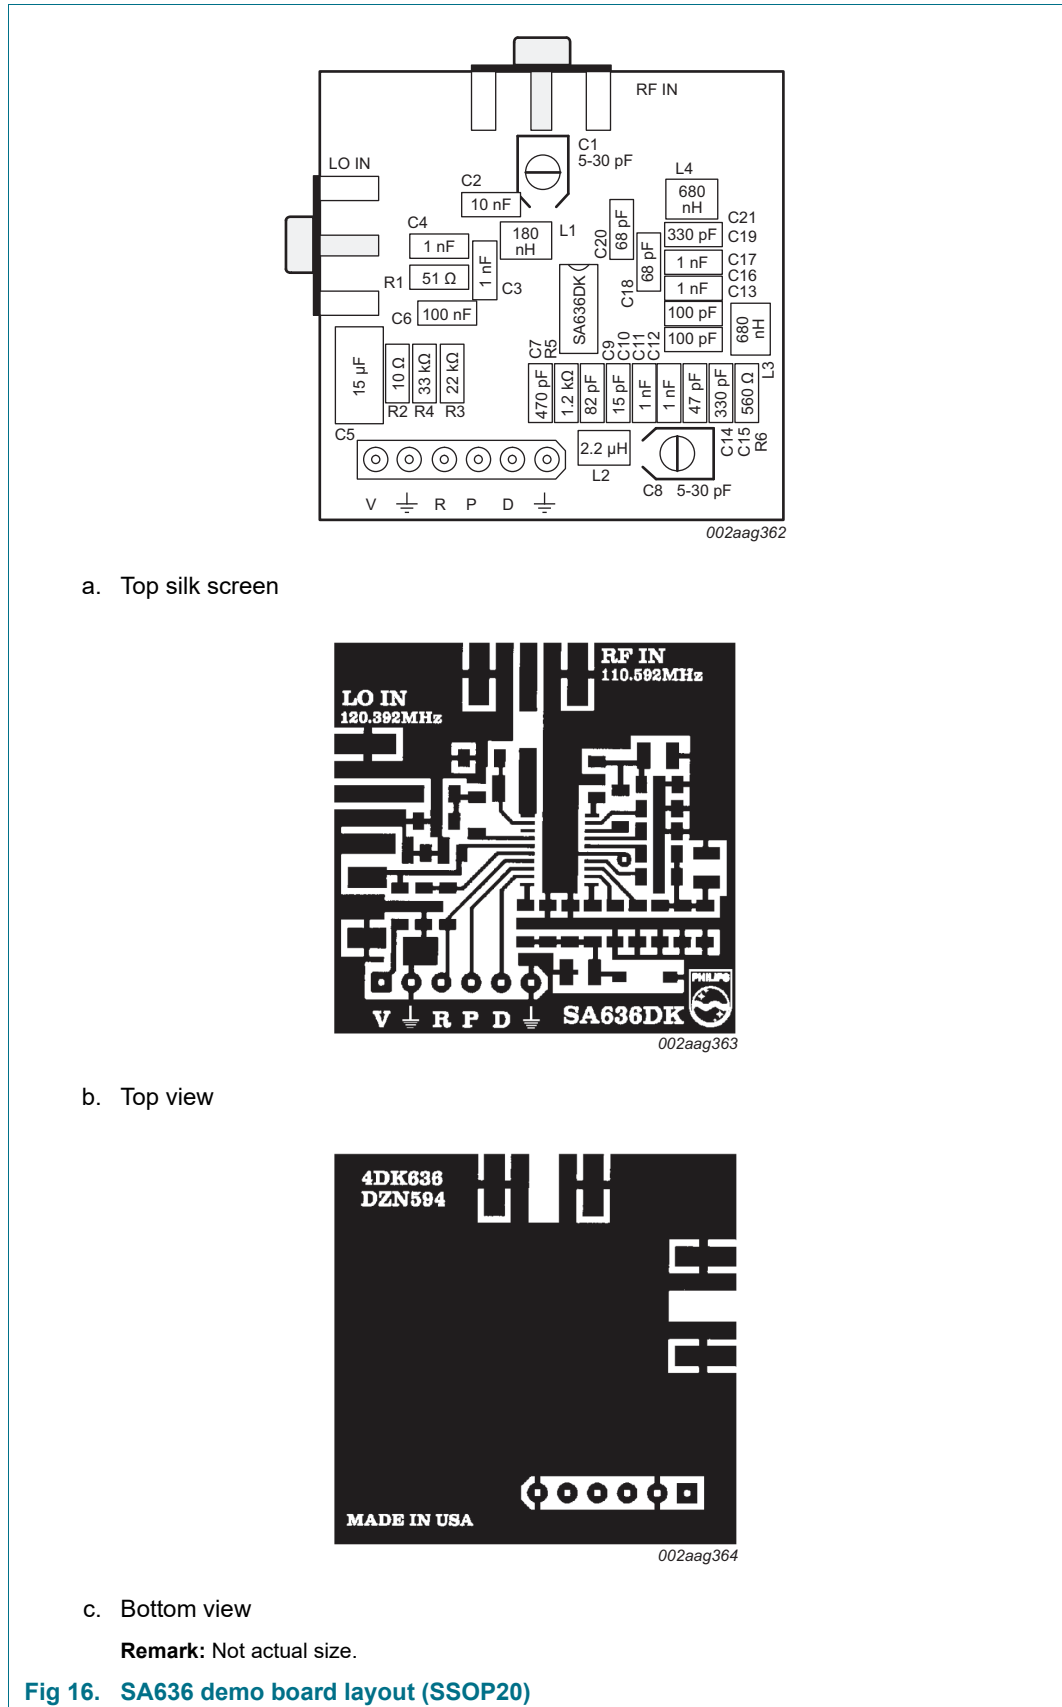 RF IN
C1
5-30 pF
LO IN
C2
10 nF
L4
680
nH
C4
1 nF
180
nH
L1
C20
68 pF
C18
68 pF
330 pF
C21
C19
1 nF
C17
C16
1 nF
C13
100 pF
100 pF
680
nH
L3
R1
51 Ω
1 nF
C3
C6
100 nF
SA636DK
15 µF
C5
10 Ω
33 kΩ
22 kΩ
R2 R4 R3
C7
R5
C9
C10
C11
C12
470 pF
1.2 kΩ
82 pF
15 pF
1 nF
1 nF
47 pF
330 pF
560 Ω
C14
C15
R6
2.2 µH
L2
C8 5-30 pF
V R P D
002aag362
a. Top silk screen
RF IN
110.592MHz
LO IN
120.392MHz
PHILIPS
V R P D SA636DK
002aag363
b. Top view
4DK636
DZN594
MADE IN USA
002aag364
c. Bottom view
Remark: Not actual size.
Fig 16. SA636 demo board layout (SSOP20)